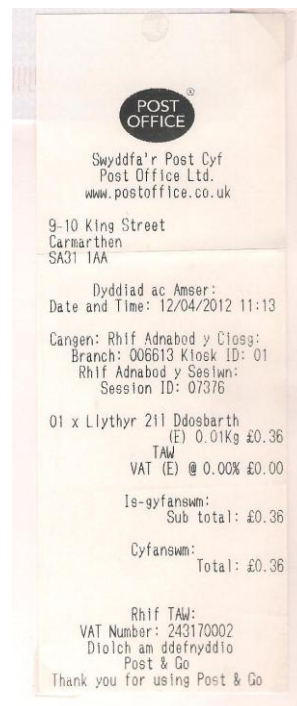 POST
OFFICE
®
Swyddfa'r Post Cyf
Post Office Ltd.
www.postoffice.co.uk
9-10 King Street
Carmarthen
SA31 1AA
Dyddiad ac Amser:
Date and Time: 12/04/2012 11:13
Cangen: Rhif Adnabod y Ciosg:
Branch: 006613 Kiosk ID: 01
Rhif Adnabod y Sesiwn:
Session ID: 07376
01 x Llythyr 2il Ddosbarth
(E) 0.01Kg £0.36
TAW
VAT (E) @ 0.00% £0.00
Is-gyfanswm:
Sub total: £0.36
Cyfanswm:
Total: £0.36
Rhif TAW:
VAT Number: 243170002
Diolch am ddefnyddio
Post & Go
Thank you for using Post & Go